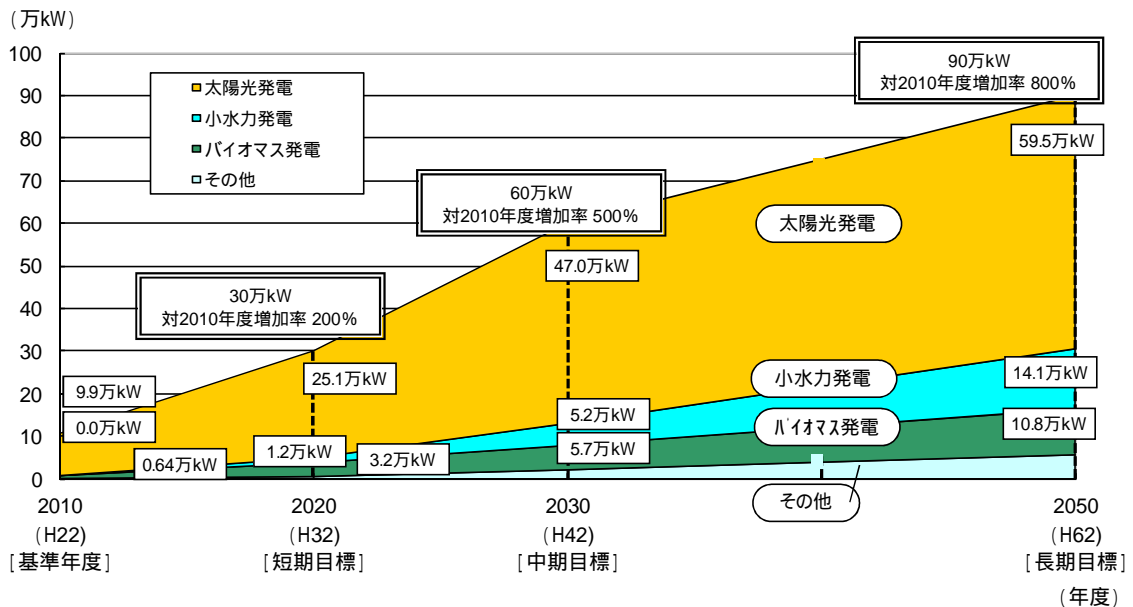 (万kW)
100
90
80
70
60
50
40
30
20
10
0
太陽光発電
小水力発電
バイオマス発電
その他
90万kW
対2010年度増加率 800%
59.5万kW
60万kW
対2010年度増加率 500%
47.0万kW
太陽光発電
30万kW
対2010年度増加率 200%
25.1万kW
9.9万kW
0.0万kW
0.64万kW
1.2万kW
3.2万kW
5.2万kW
5.7万kW
小水力発電
バイオマス発電
その他
14.1万kW
10.8万kW
2010
(H22)
[基準年度]
2020
(H32)
[短期目標]
2030
(H42)
[中期目標]
2050
(H62)
[長期目標]
(年度)